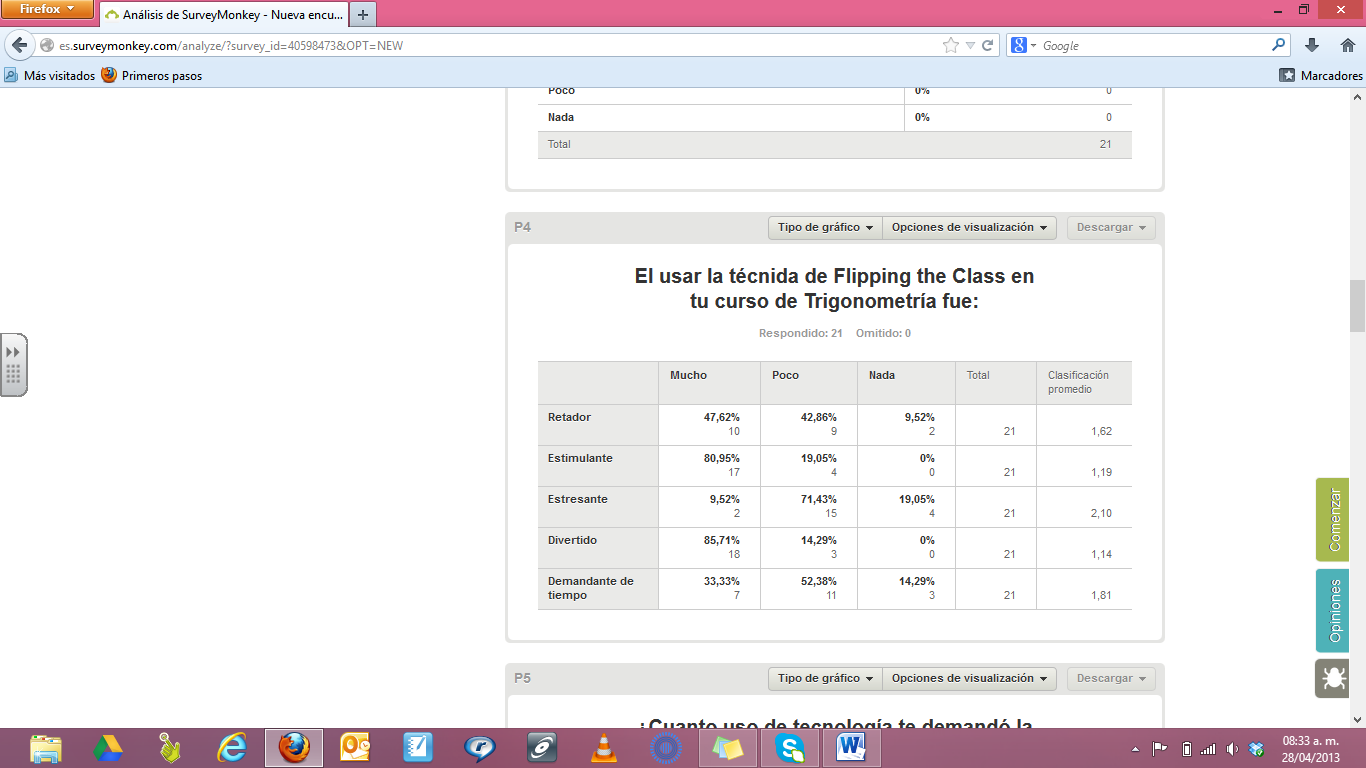 Firefox
Análisis de SurveyMonkey - Nueva encu...
es.surveymonkey.com/analyze/?survey_id=40598473&OPT=NEW
Google
Más visitados
Primeros pasos
Marcadores
Poco 0% 0
Nada 0% 0
Total 21
P4
Tipo de gráfico
Opciones de visualización
Descargar
El usar la técnida de Flipping the Class en
tu curso de Trigonometría fue:
Respondido: 21 Omitido: 0
Mucho Poco Nada Total Clasificación
promedio
Retador 47,62% 42,86% 9,52%
10 9 2 21 1,62
Estimulante 80,95% 19,05% 0%
17 4 0 21 1,19
Estresante 9,52% 71,43% 19,05%
2 15 4 21 2,10
Divertido 85,71% 14,29% 0%
18 3 0 21 1,14
Demandante de 33,33% 52,38% 14,29%
tiempo 7 11 3 21 1,81
Comenzar
Opiniones
P5
Tipo de gráfico
Opciones de visualización
Descargar
¿Cuanto uso de tecnología te demandó la
08:33 a. m.
28/04/2013